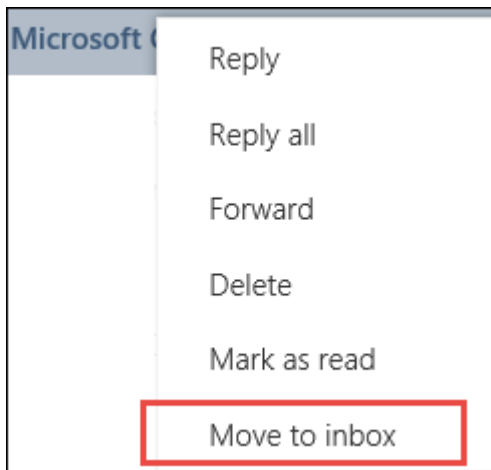 Microsoft
Reply
Reply all
Forward
Delete
Mark as read
Move to inbox